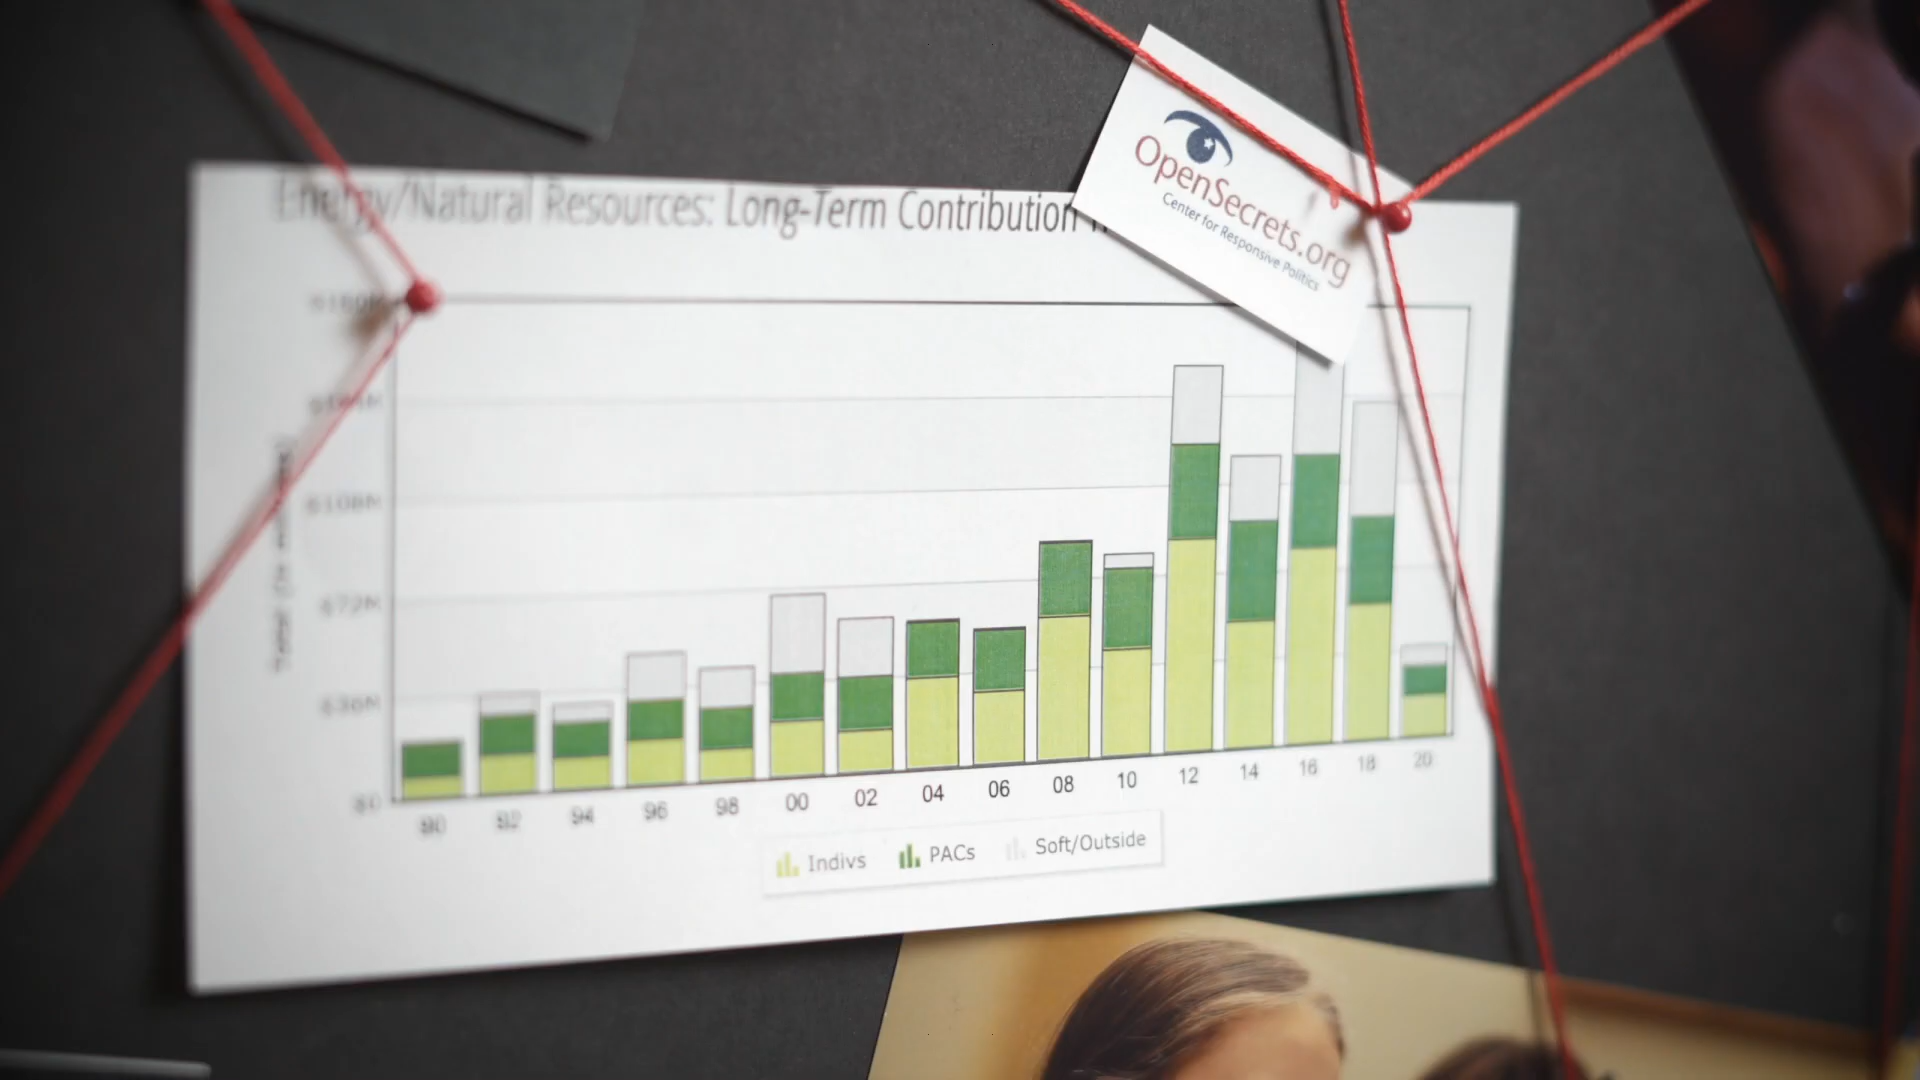 Energy/Natural Resources: Long-Term Contribution
OpenSecrets.org
Center for Responsive Politics
$108M
$72M
$36M
$0
90 92 94 96 98 00 02 04 06 08 10 12 14 16 18 20
Indivs PACs Soft/Outside